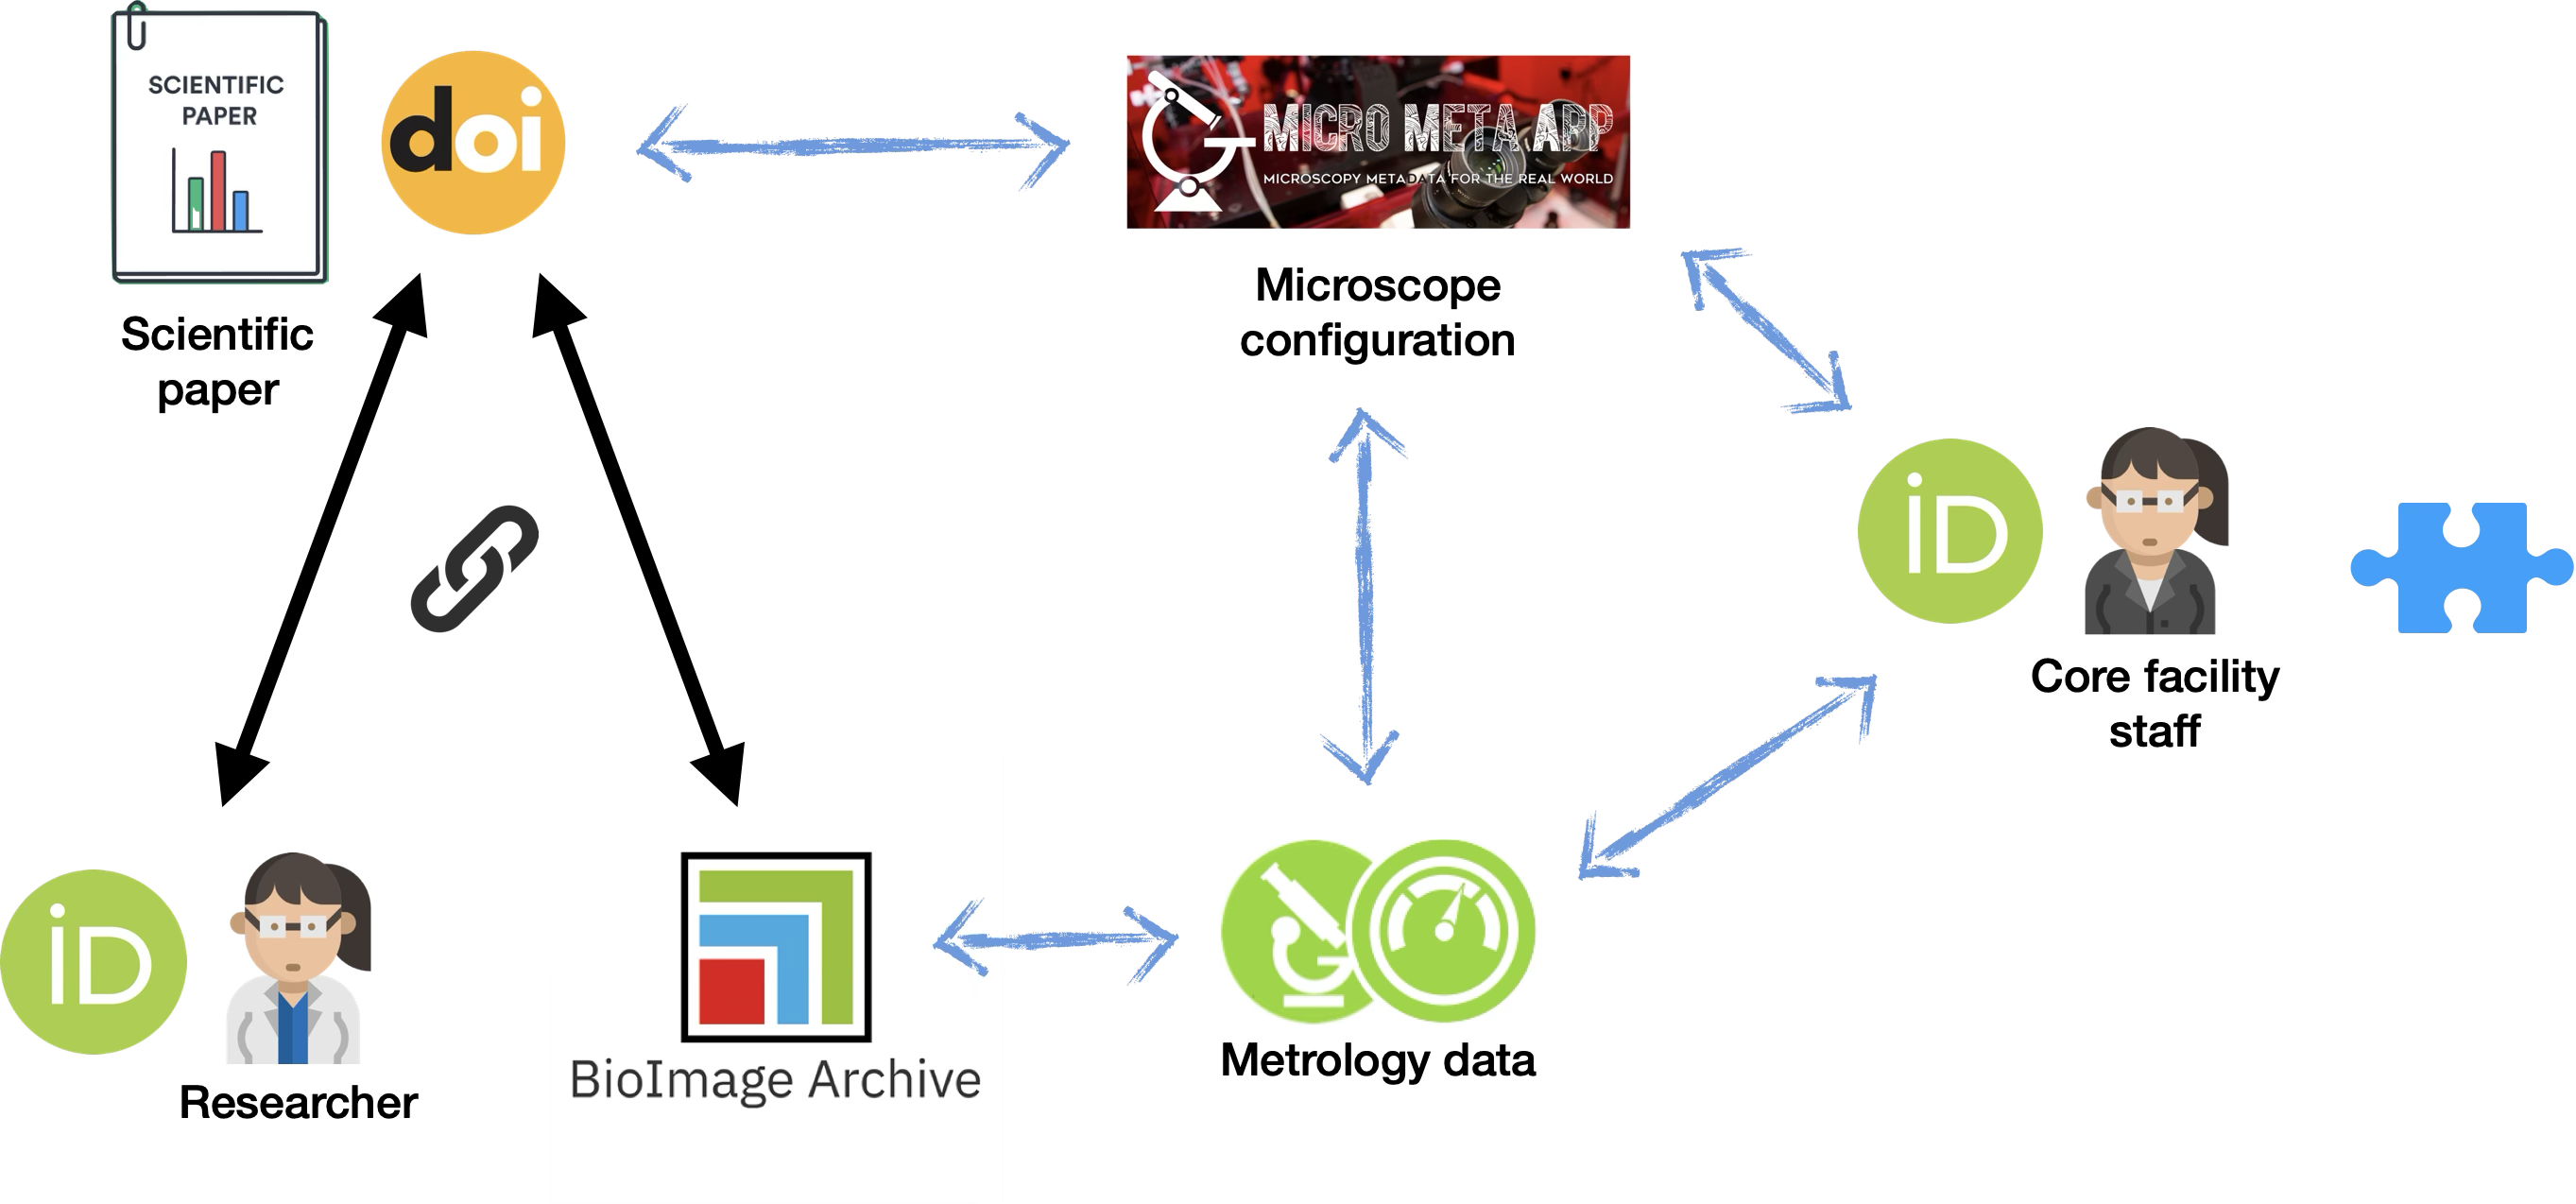 SCIENTIFIC
PAPER
doi
MICRO META APP
MICROSCOPY METADATA FOR THE REAL WORLD
Scientific
paper
Microscope
configuration
iD
Core facility
staff
iD
Researcher
BioImage Archive
Metrology data